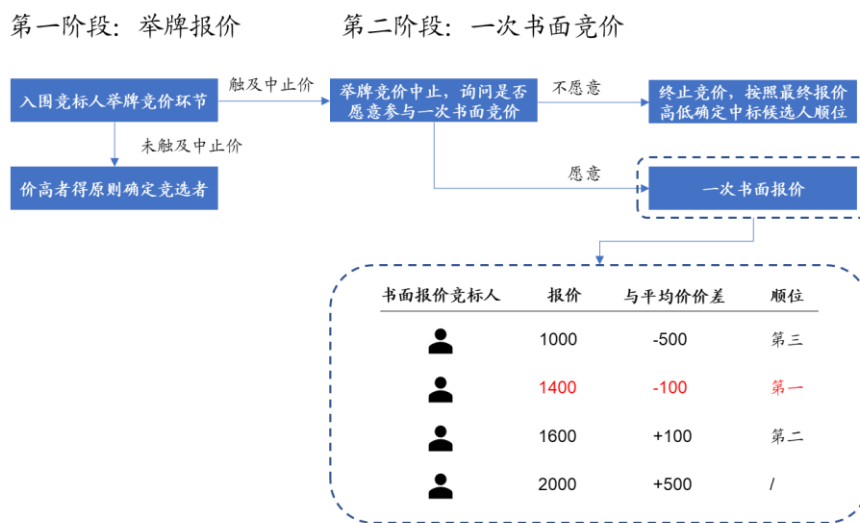 第一阶段：举牌报价
第二阶段：一次书面竞价
入围竞标人举牌竞价环节
触及中止价
举牌竞价中止，询问是否
愿意参与一次书面竞价
不愿意
终止竞价，按照最终报价
高低确定中标候选人顺位
未触及中止价
价高者得原则确定竞选者
愿意
一次书面报价
书面报价竞标人 报价 与平均价价差 顺位
1000 -500 第三
1400 -100 第一
1600 +100 第二
2000 +500 /